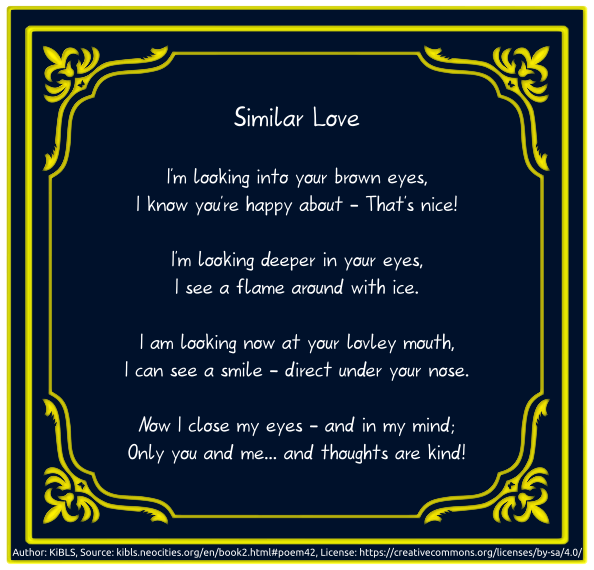 Similar Love
I'm looking into your brown eyes,
I know you're happy about – That's nice!
I'm looking deeper in your eyes,
I see a flame around with ice.
I am looking now at your lovley mouth,
I can see a smile – direct under your nose.
Now I close my eyes – and in my mind;
Only you and me... and thoughts are kind!
Author: KiBLS, Source: kibls.neocities.org/en/book2.html#poem42, License: https://creativecommons.org/licenses/by-sa/4.0/